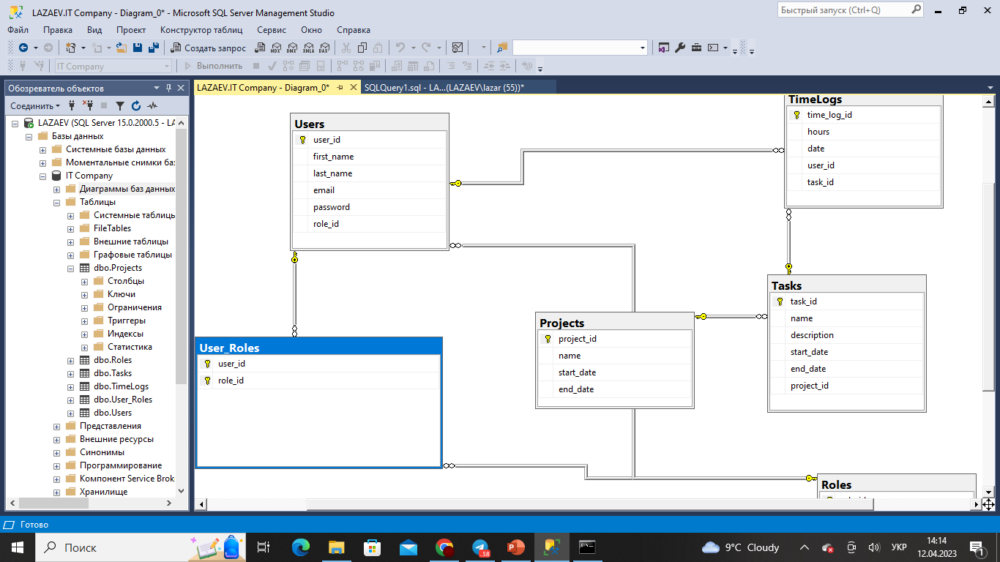 LAZAEV.IT Company - Diagram_0* - Microsoft SQL Server Management Studio
Быстрый запуск (Ctrl+Q)
Файл Правка Вид Проект Конструктор таблиц Сервис Окно Справка
Создать запрос MDX DMX XMLA DAX
IT Company Выполнить
Обозреватель объектов
Соединить
LAZAEV (SQL Server 15.0.2000.5 - LA
Базы данных
Системные базы данных
Моментальные снимки баз
IT Company
Диаграммы баз данных
Таблицы
Системные таблицы
FileTables
Внешние таблицы
Графовые таблицы
dbo.Projects
Столбцы
Ключи
Ограничения
Триггеры
Индексы
Статистика
dbo.Roles
dbo.Tasks
dbo.TimeLogs
dbo.User_Roles
dbo.Users
Представления
Внешние ресурсы
Синонимы
Программирование
Компонент Service Brok
Хранилище
LAZAEV.IT Company - Diagram_0* SQLQuery1.sql - LA...(LAZAEV\lazar (55))*
Users
user_id
first_name
last_name
email
password
role_id
TimeLogs
time_log_id
hours
date
user_id
task_id
User_Roles
user_id
role_id
Projects
project_id
name
start_date
end_date
Tasks
task_id
name
description
start_date
end_date
project_id
Roles
Готово
Поиск
.58
9°C Cloudy
УКР
14:14
12.04.2023
1